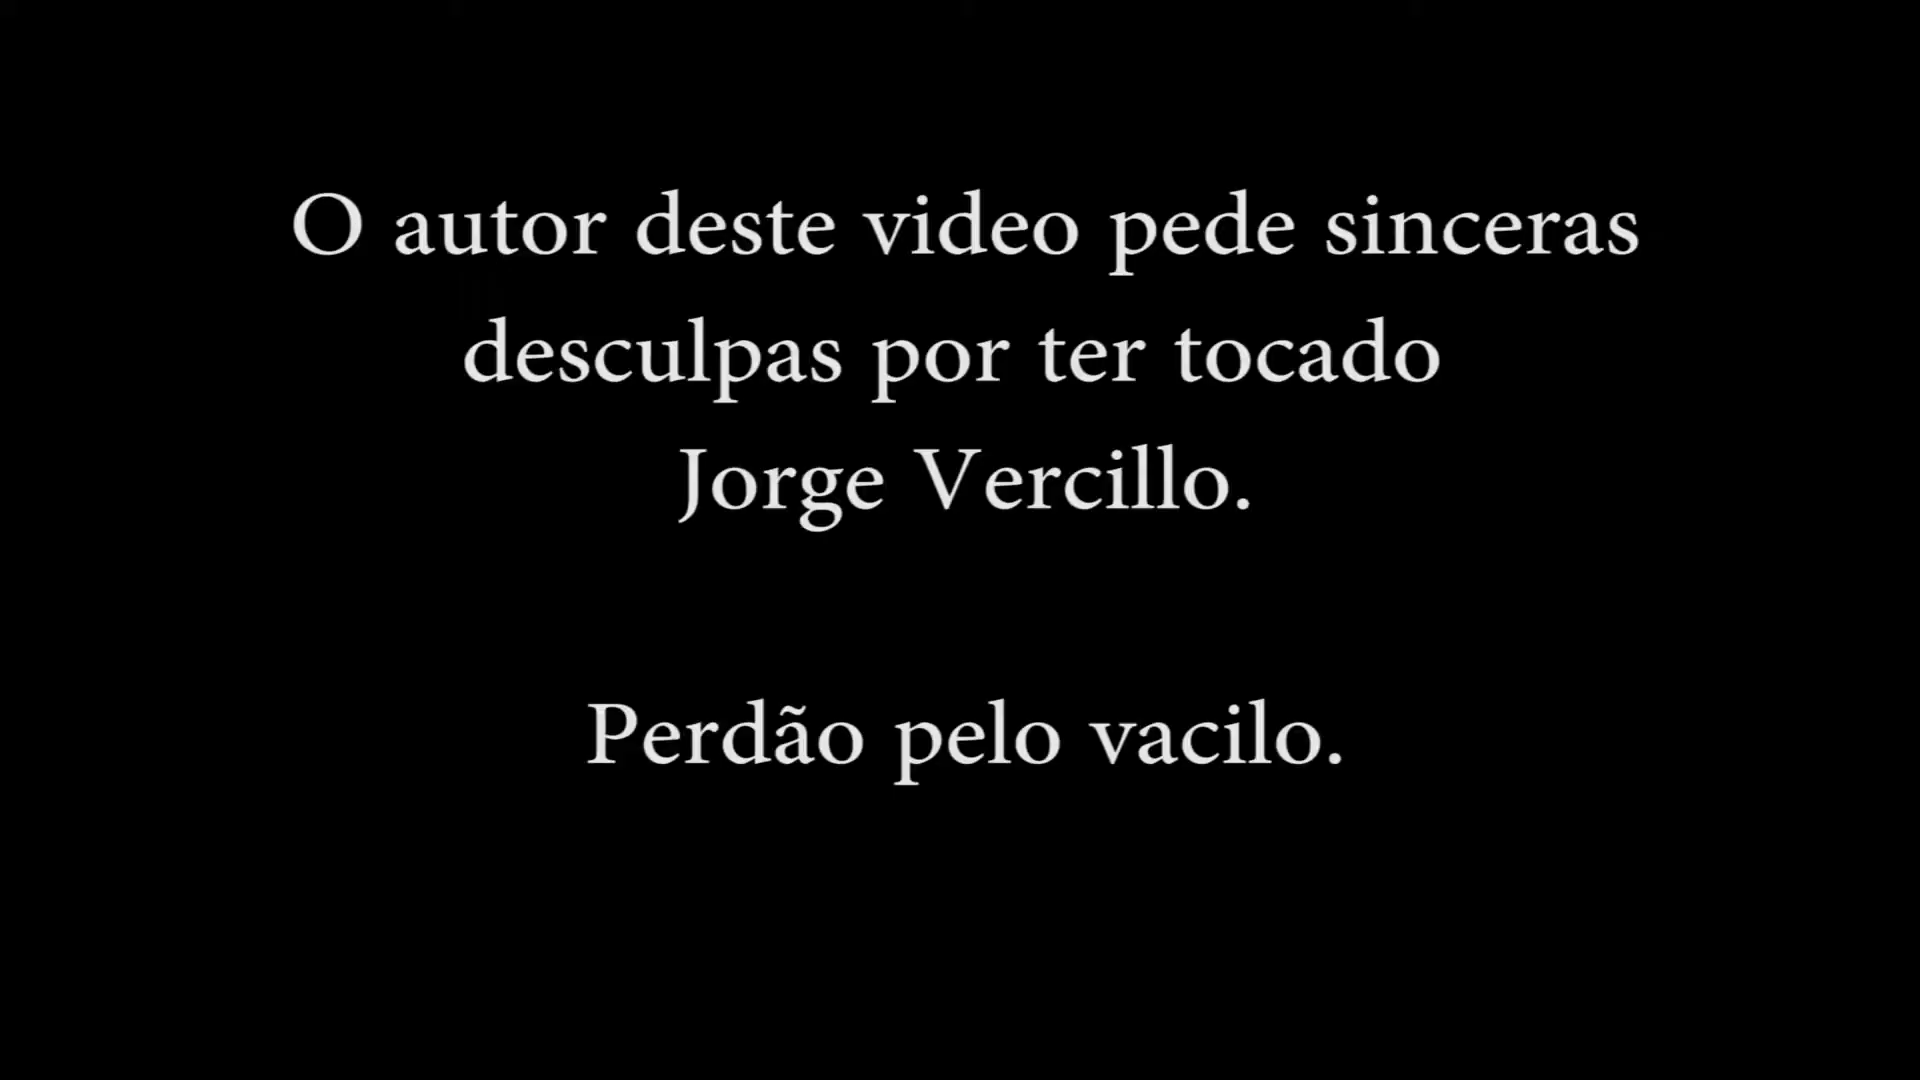 O autor deste video pede sinceras
desculpas por ter tocado
Jorge Vercillo.
Perdão pelo vacilo.